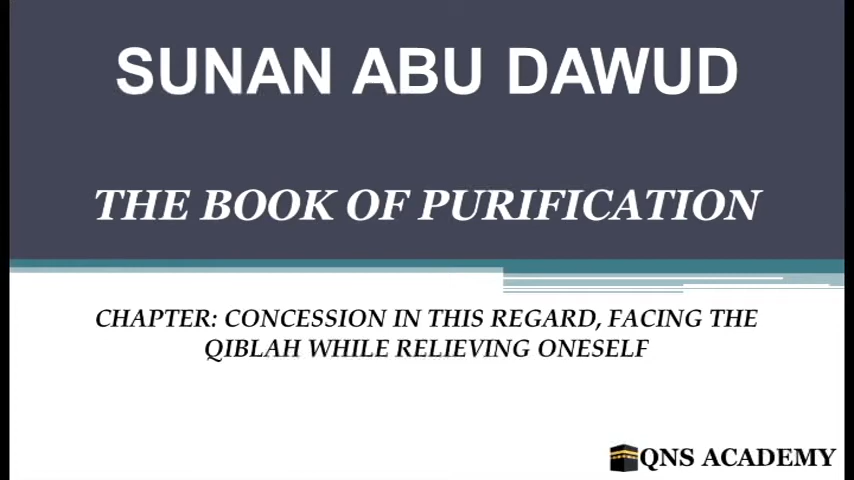 SUNAN ABU DAWUD
THE BOOK OF PURIFICATION
CHAPTER: CONCESSION IN THIS REGARD, FACING THE
QIBLAH WHILE RELIEVING ONESELF
QNS ACADEMY